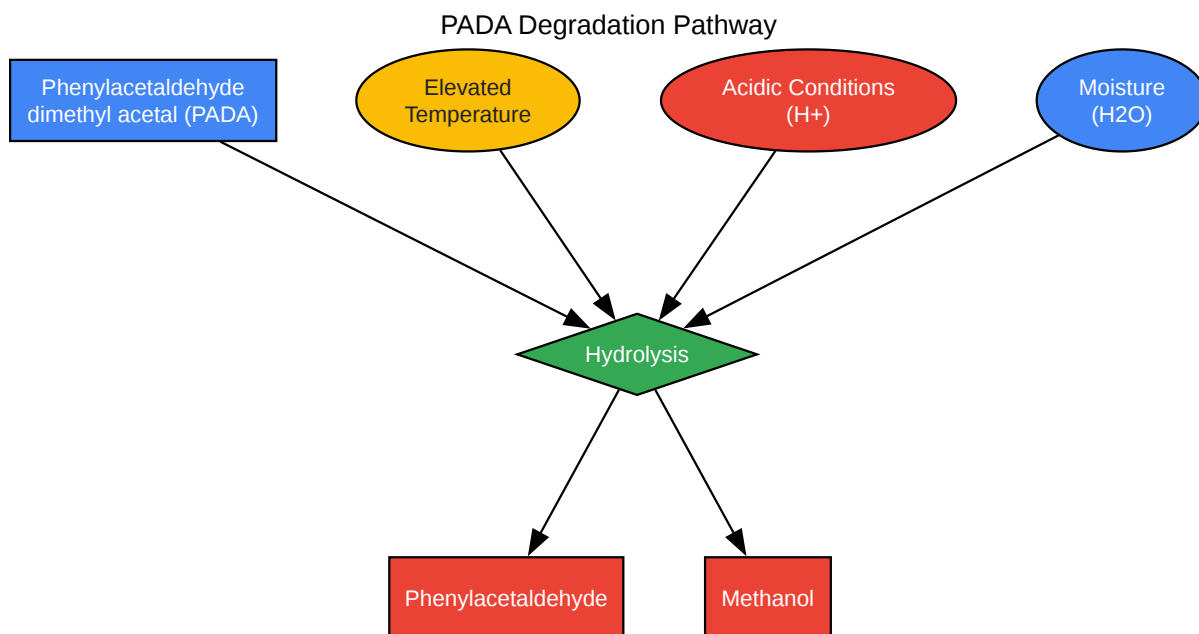 PADA Degradation Pathway
Phenylacetaldehyde
dimethyl acetal (PADA)
Elevated
Temperature
Acidic Conditions
(H+)
Moisture
(H2O)
Hydrolysis
Phenylacetaldehyde
Methanol